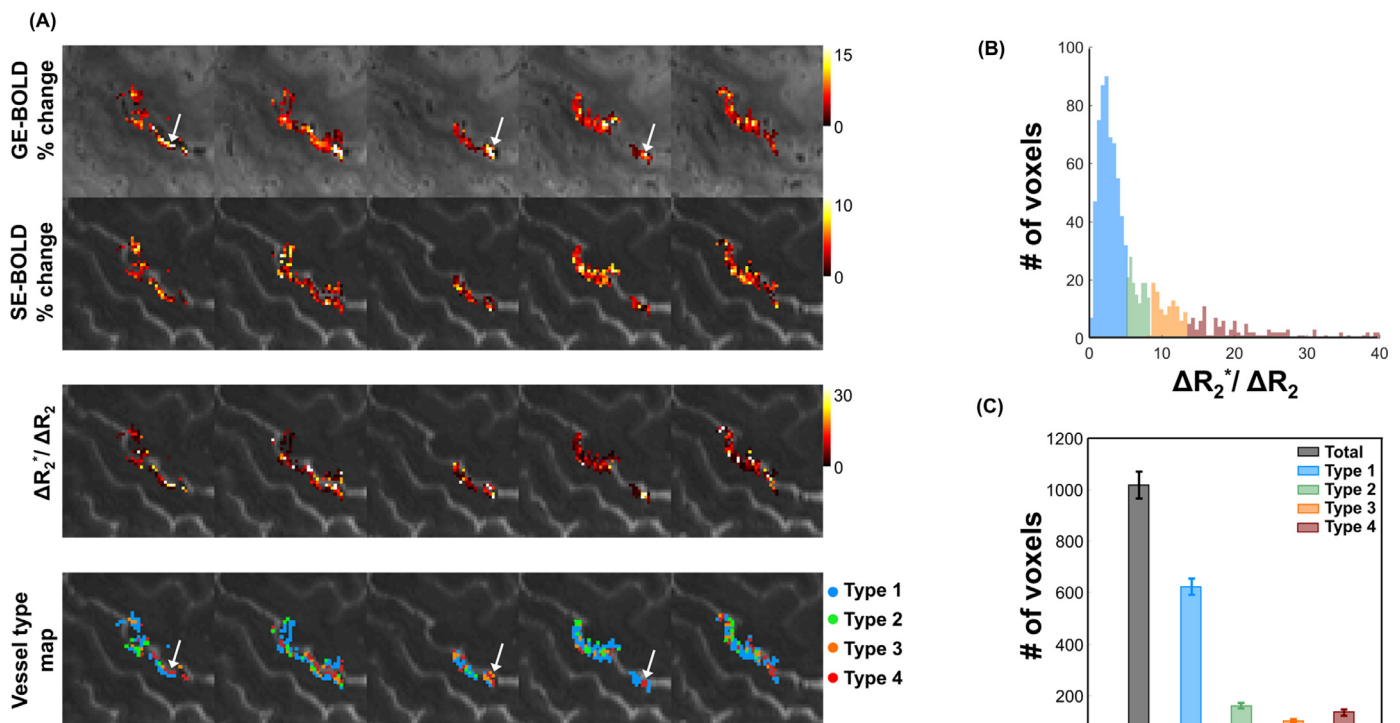 (A)
GE-BOLD
% change
15
0
SE-BOLD
% change
10
0
ΔR₂*/ ΔR₂
30
0
Vessel type
map
Type 1
Type 2
Type 3
Type 4
(B)
# of voxels
100
80
60
40
20
0
0 10 20 30 40
ΔR₂*/ ΔR₂
(C)
# of voxels
1200
1000
800
600
400
200
Total
Type 1
Type 2
Type 3
Type 4